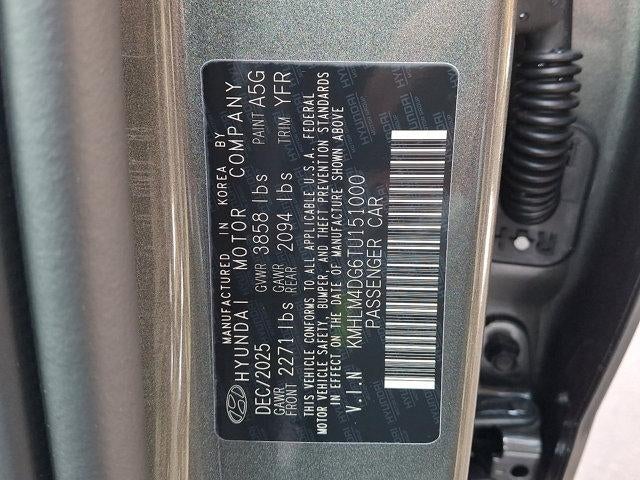 MANUFACTURED IN KOREA BY
HYUNDAI MOTOR COMPANY
DEC/2025 GVWR 3858 lbs PAINT A5G
GAWR FRONT 2271 lbs GAWR REAR 2094 lbs TRIM YFR
THIS VEHICLE CONFORMS TO ALL APPLICABLE U.S.A. FEDERAL
MOTOR VEHICLE SAFETY, BUMPER, AND THEFT PREVENTION STANDARDS
IN EFFECT ON THE DATE OF MANUFACTURE SHOWN ABOVE
V.I.N KMHLM4DG6TU151000
PASSENGER CAR